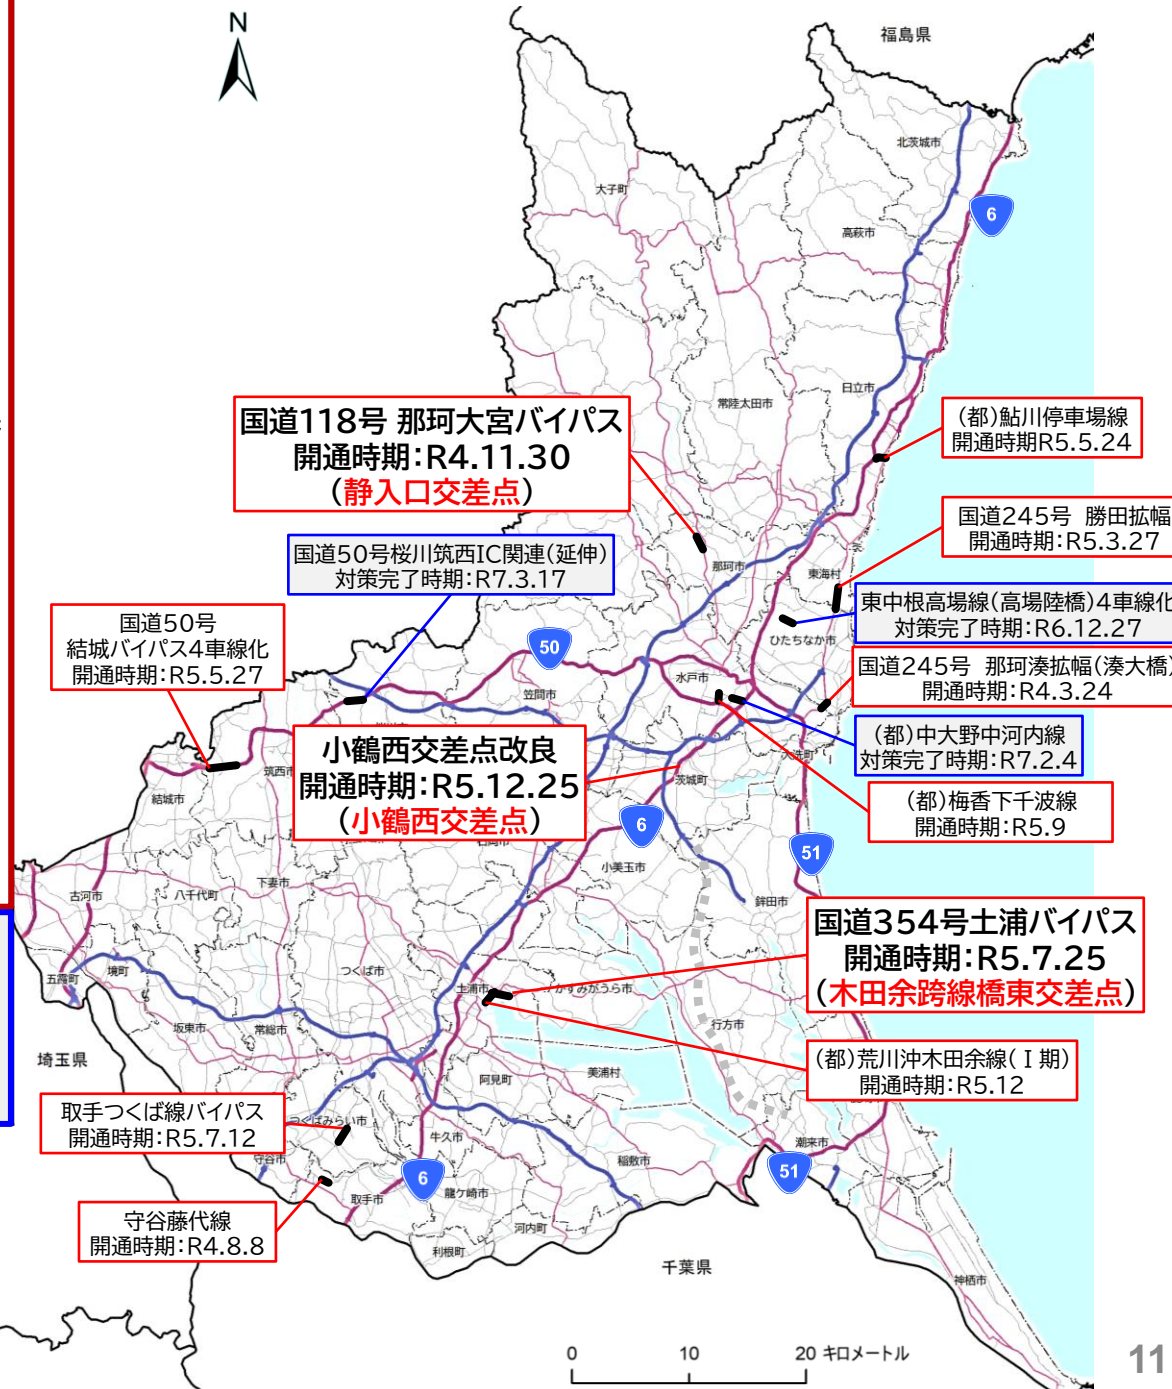 N
福島県
北茨城市
大子町
6
高萩市
日立市
常陸太田市
国道118号 那珂大宮バイパス
開通時期：R4.11.30
（静入口交差点）
（都）鮎川停車場線
開通時期R5.5.24
国道245号 勝田拡幅
開通時期：R5.3.27
国道50号桜川筑西IC関連（延伸）
対策完了時期：R7.3.17
那珂市
東海村
東中根高場線（高場陸橋）4車線化
対策完了時期：R6.12.27
国道50号
結城バイパス4車線化
開通時期：R5.5.27
50
ひたちなか市
国道245号 那珂湊拡幅（湊大橋）
開通時期：R4.3.24
水戸市
笠間市
（都）中大野中河内線
対策完了時期：R7.2.4
大洗町
小鶴西交差点改良
開通時期：R5.12.25
（小鶴西交差点）
筑西市
茨城町
結城市
（都）梅香下千波線
開通時期：R5.9
6
51
小美玉市
下妻市
八千代町
古河市
鉾田市
国道354号土浦バイパス
開通時期：R5.7.25
（木田余跨線橋東交差点）
つくば市
境町
五霞町
土浦市
かすみがうら市
坂東市
常総市
行方市
埼玉県
（都）荒川沖木田余線（Ⅰ期）
開通時期：R5.12
美浦村
阿見町
取手つくば線バイパス
開通時期：R5.7.12
つくばみらい市
牛久市
潮来市
守谷市
稲敷市
51
6
取手市
龍ケ崎市
守谷藤代線
開通時期：R4.8.8
河内町
利根町
千葉県
神栖市
0 10 20 キロメートル
11